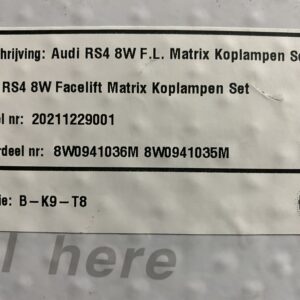 hrijving: Audi RS4 8W F.L. Matrix Koplampen S
RS4 8W Facelift Matrix Koplampen Set
el nr: 20211229001
rdeel nr: 8W0941036M 8W0941035M
ie: B-K9-T8
l here